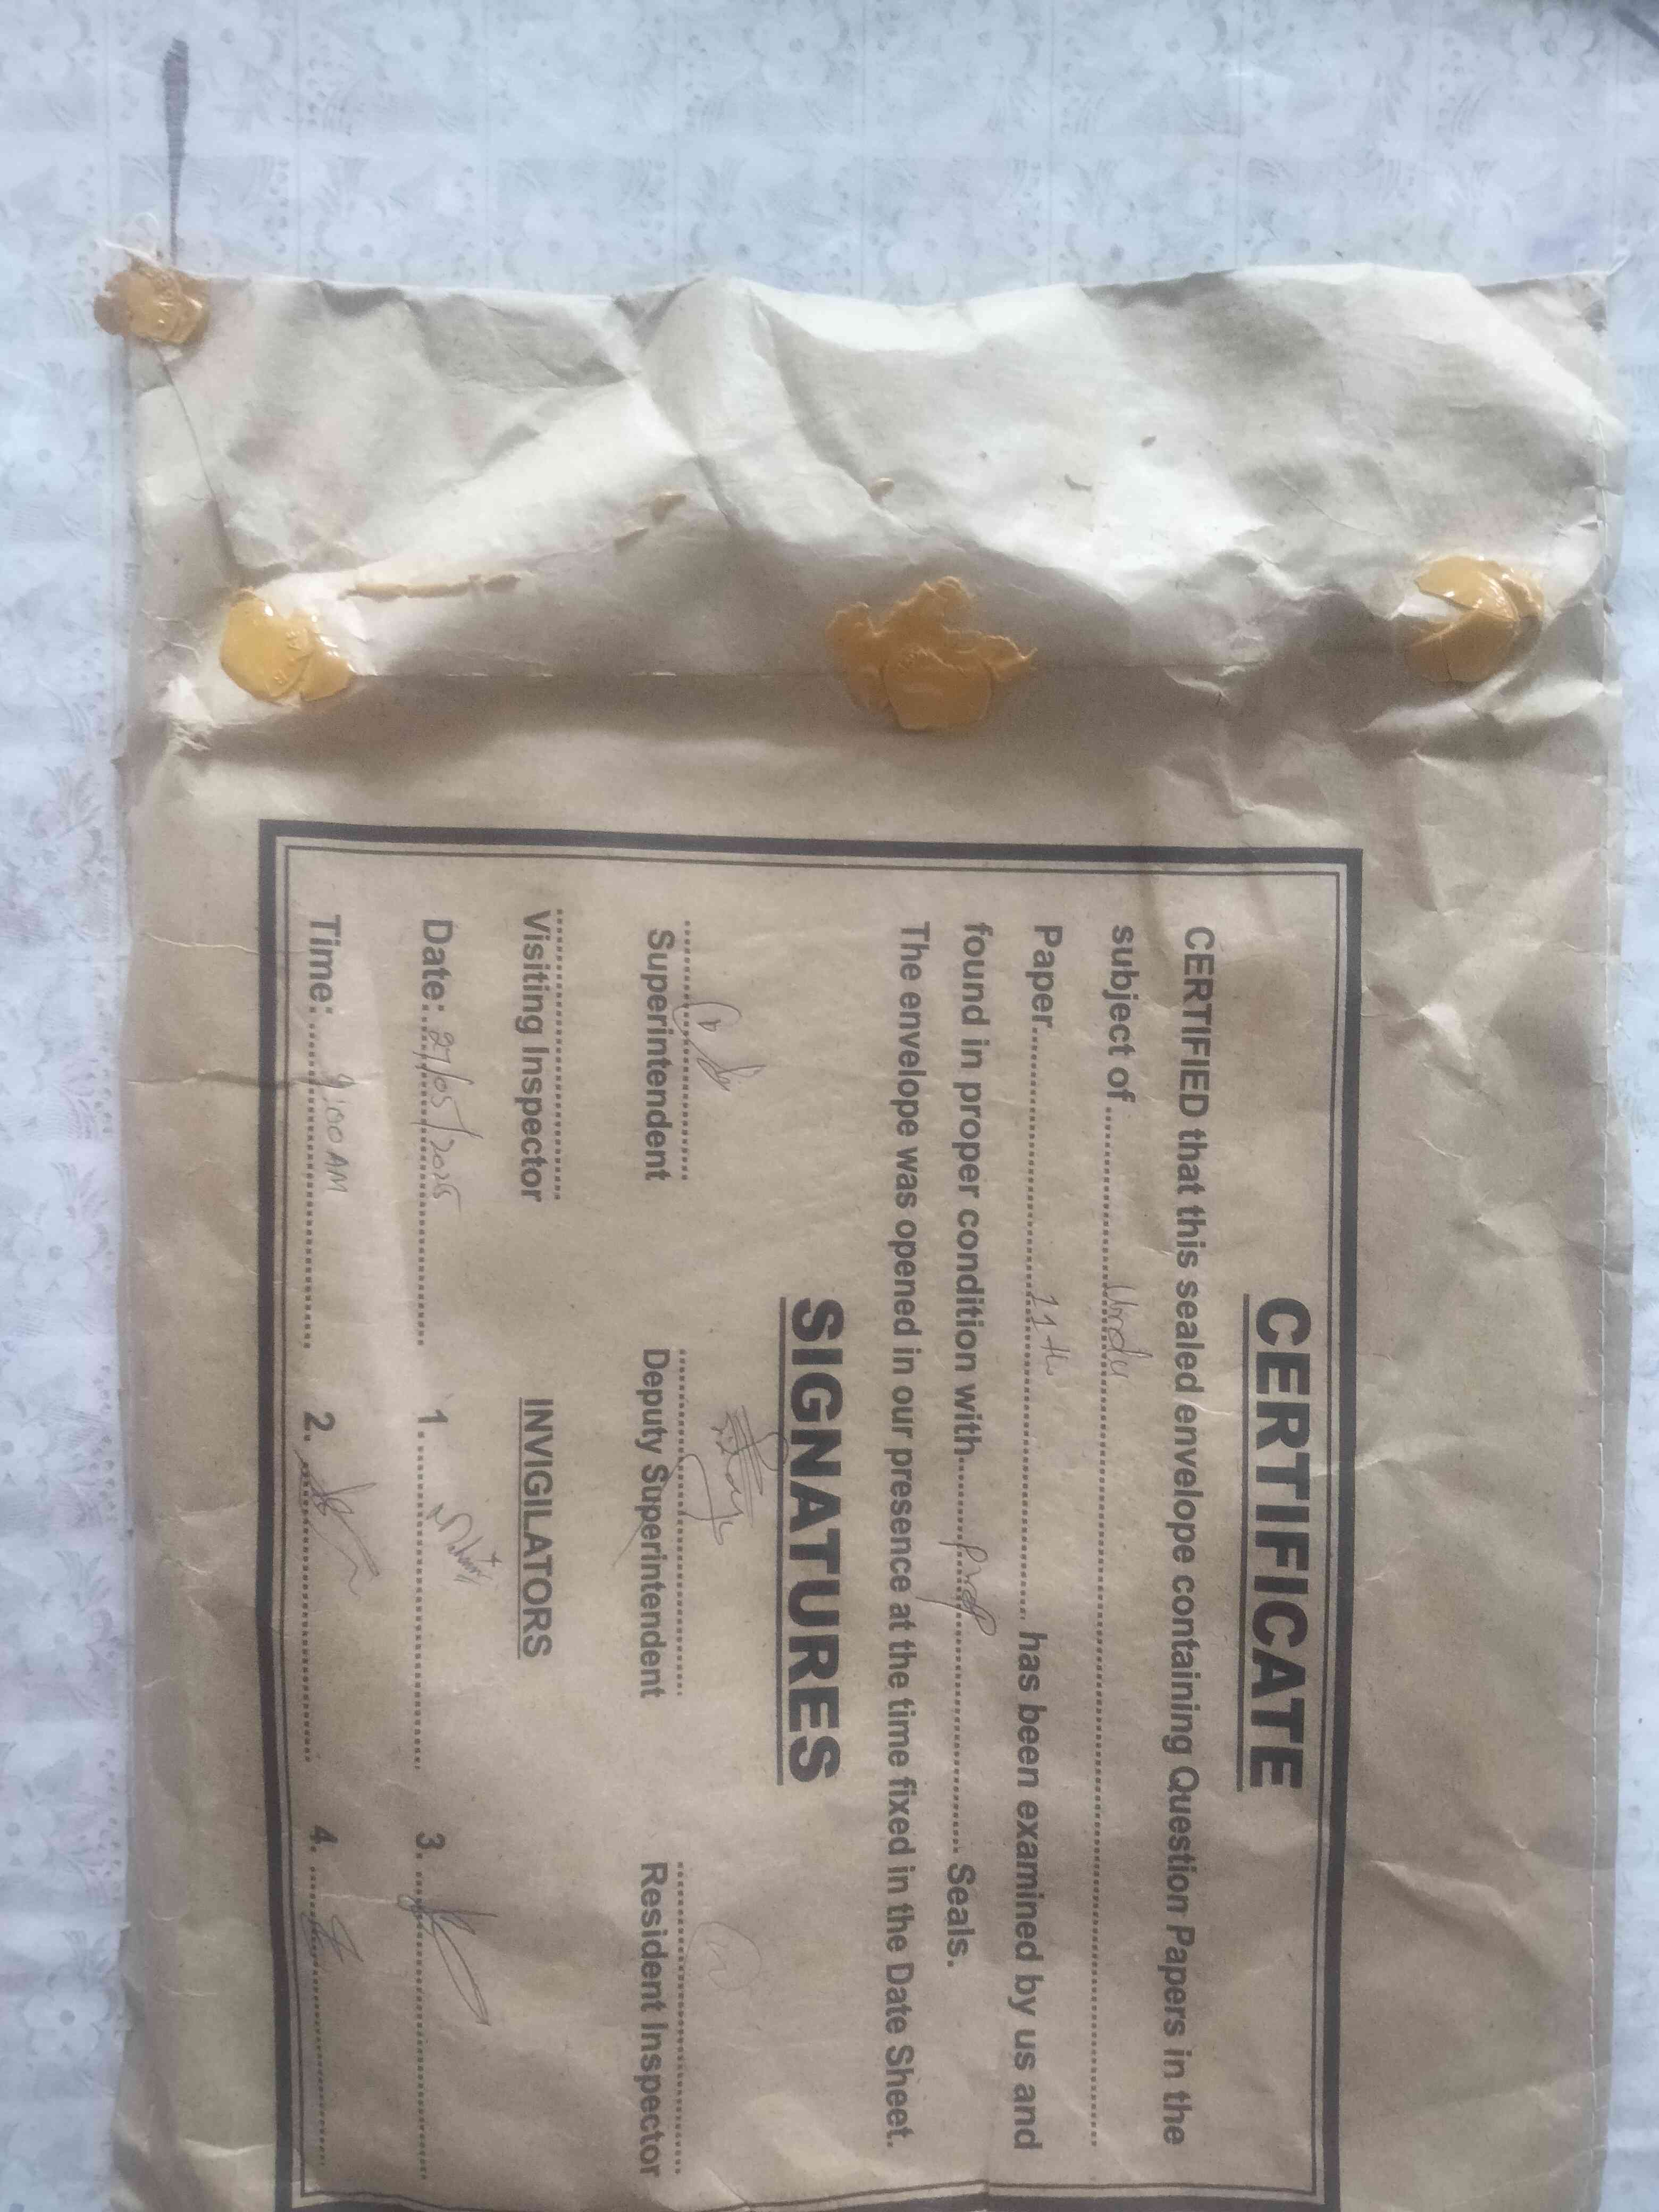 CERTIFICATE
CERTIFIED that this sealed envelope containing Question Papers in the
subject of ........ Urdu ........
Paper........ 11th ........ has been examined by us and
found in proper condition with........ Prop ........ Seals.
The envelope was opened in our presence at the time fixed in the Date Sheet.
SIGNATURES
Superintendent Deputy Superintendent Resident Inspector
Visiting Inspector INVIGILATORS
Date: 27/05/2025 1. 3.
Time: 9:00 AM 2. 4.